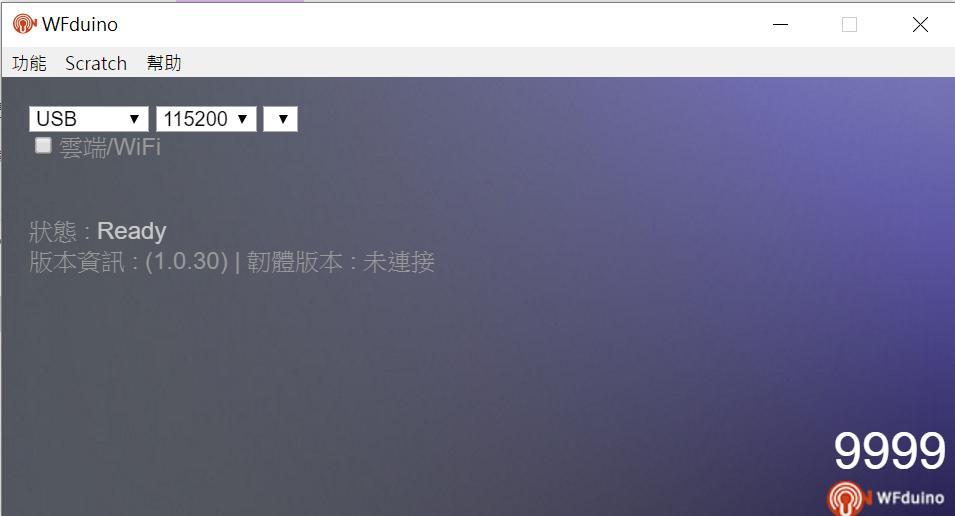 WFduino
功能 Scratch 幫助
USB 115200
雲端/WiFi
狀態 : Ready
版本資訊 : (1.0.30) | 韌體版本 : 未連接
9999
WFduino